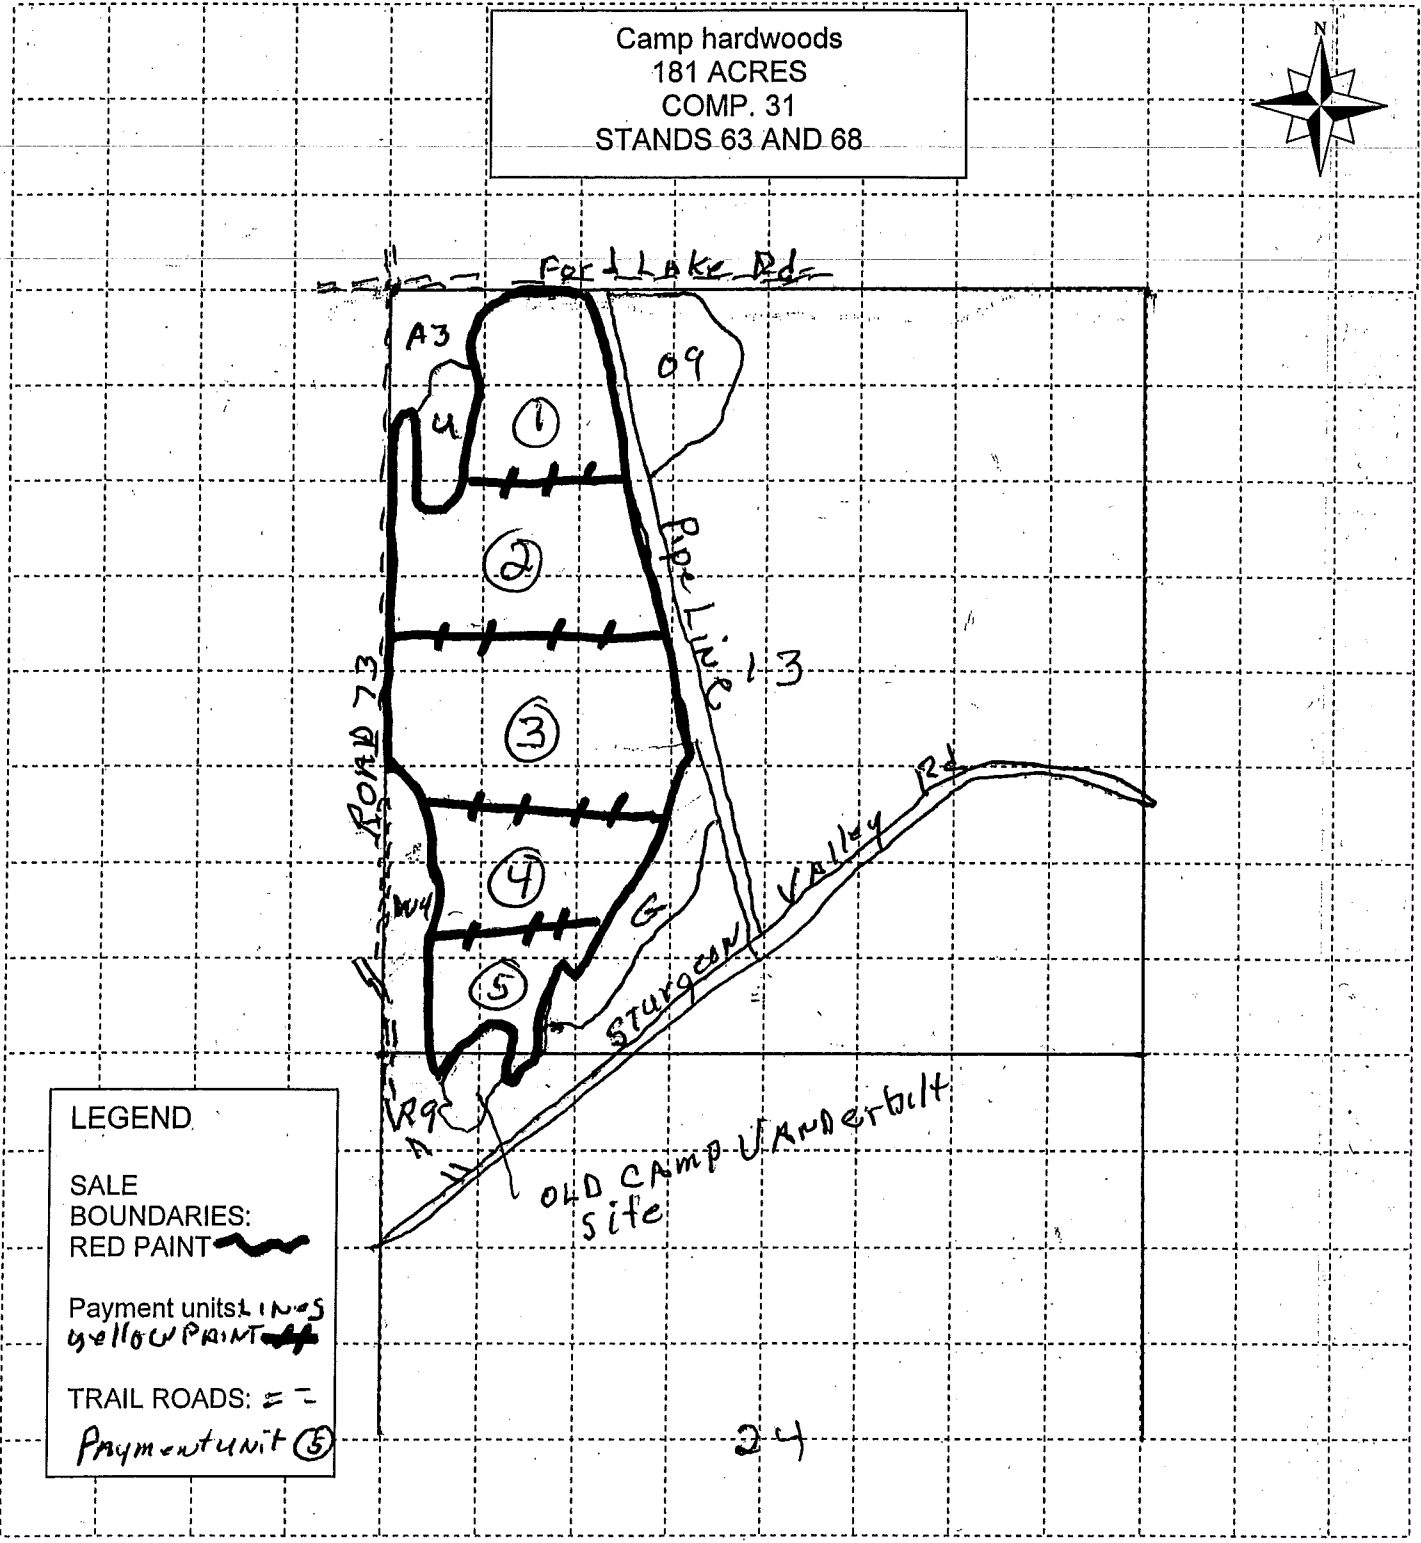 Camp hardwoods
181 ACRES
COMP. 31
STANDS 63 AND 68
N
Ford Lake Rd
A3
09
U
1
2
Pipe Line
13
ROAD 73
3
Rd
Valley
4
G
Sturgeon
5
R9
OLD CAMP VANDerbilt
Site
24
LEGEND
SALE
BOUNDARIES:
RED PAINT
Payment units: LINES
yellow PAINT
TRAIL ROADS:
Payment unit 5